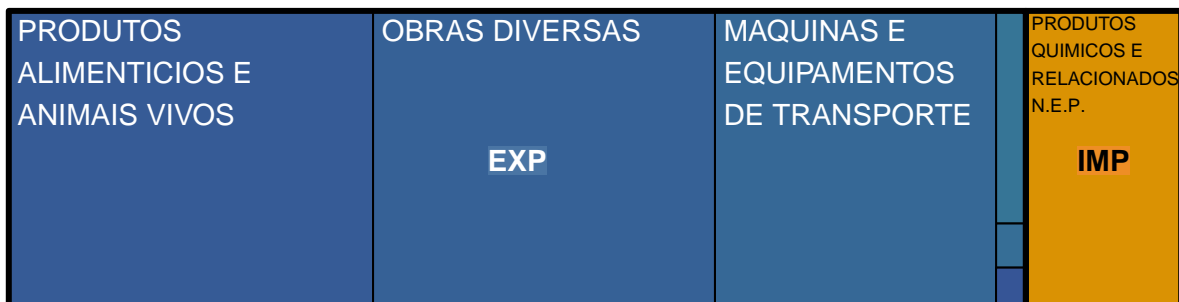 PRODUTOS
ALIMENTICIOS E
ANIMAIS VIVOS
OBRAS DIVERSAS
EXP
MAQUINAS E
EQUIPAMENTOS
DE TRANSPORTE
PRODUTOS
QUIMICOS E
RELACIONADOS
N.E.P.
IMP